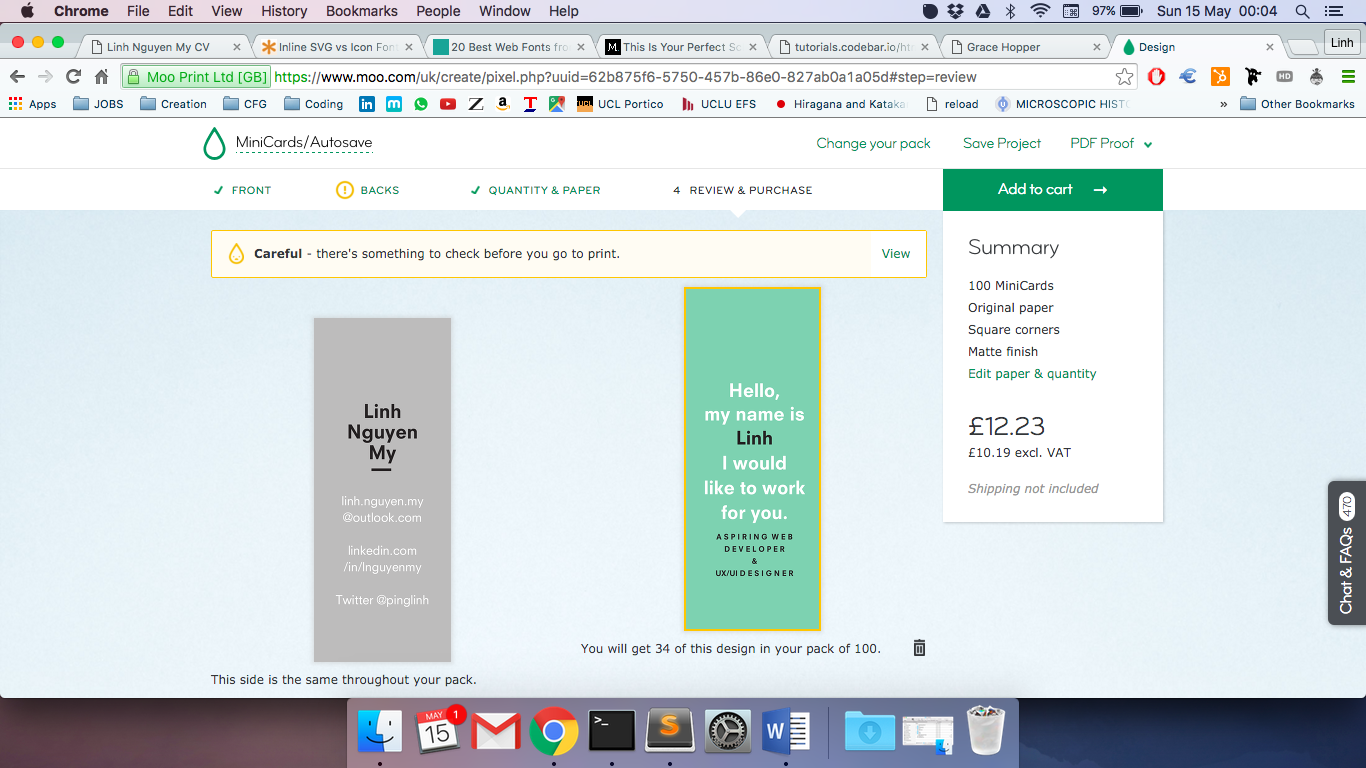 Chrome File Edit View History Bookmarks People Window Help 97% Sun 15 May 00:04
Linh Nguyen My CV Inline SVG vs Icon Fon 20 Best Web Fonts fro This Is Your Perfect Sc tutorials.codebar.io/ht Grace Hopper Design Linh
Moo Print Ltd [GB] https://www.moo.com/uk/create/pixel.php?uuid=62b875f6-5750-457b-86e0-827ab0a1a05d#step=review HD
Apps JOBS Creation CFG Coding UCL Portico UCLU EFS Hiragana and Kataka reload MICROSCOPIC HIST » Other Bookmarks
MiniCards/Autosave Change your pack Save Project PDF Proof
FRONT BACKS QUANTITY & PAPER 4 REVIEW & PURCHASE Add to cart →
Careful - there's something to check before you go to print. View
Linh
Nguyen
My
linh.nguyen.my
@outlook.com
linkedin.com
/in/lnguyenmy
Twitter @pinglinh
This side is the same throughout your pack.
Hello,
my name is
Linh
I would
like to work
for you.
ASPIRING WEB
DEVELOPER
&
UX/UI DESIGNER
You will get 34 of this design in your pack of 100.
Summary
100 MiniCards
Original paper
Square corners
Matte finish
Edit paper & quantity
£12.23
£10.19 excl. VAT
Shipping not included
Chat & FAQs 470
MAY
15
1